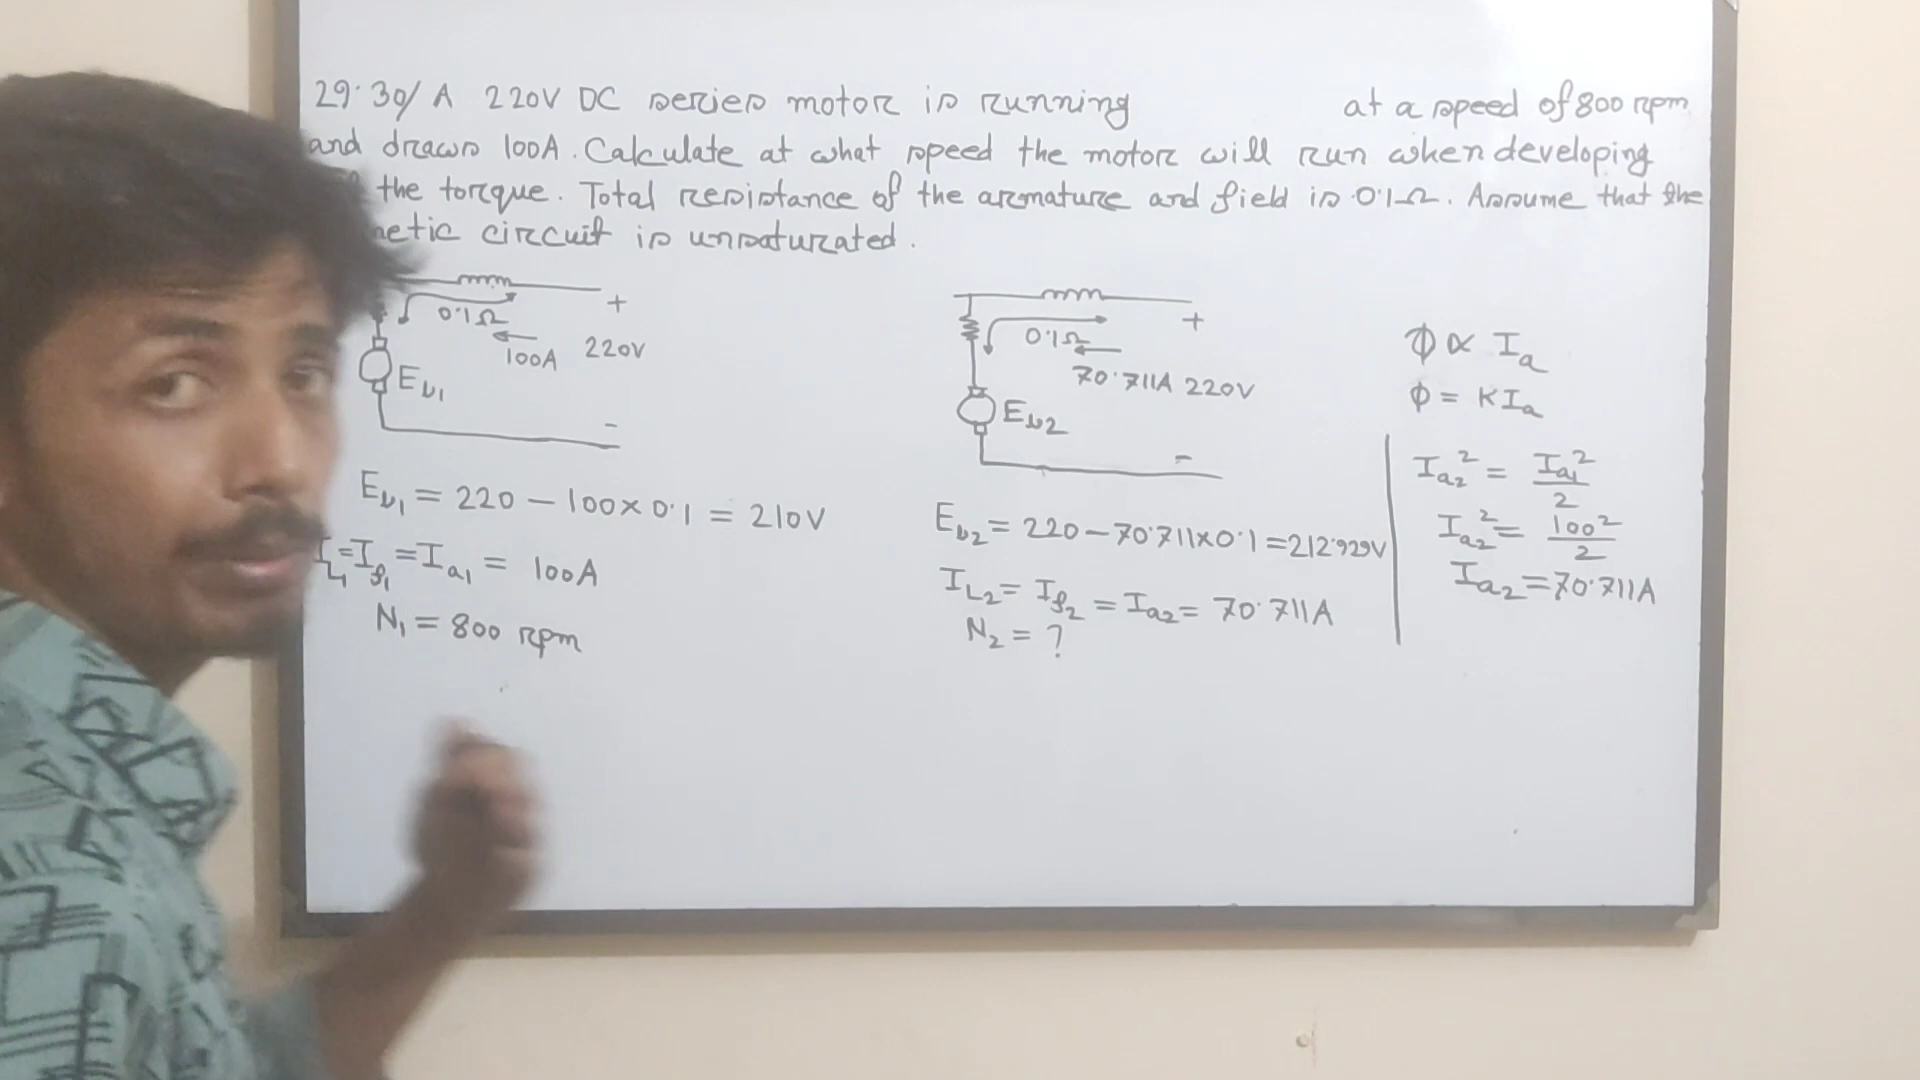 29.30/ A 220V DC series motor is running at a speed of 800 rpm
and draws 100A. Calculate at what speed the motor will run when developing
the torque. Total resistance of the armature and field is 0.1Ω. Assume that the
netic circuit is unsaturated.
0.1Ω
+
100A 220V
Eb1
-
Eb1 = 220 - 100×0.1 = 210V
IL1 = If1 = Ia1 = 100A
N1 = 800 rpm
0.1Ω
+
70.711A 220V
Eb2
-
Eb2 = 220 - 70.711×0.1 = 212.929V
IL2 = If2 = Ia2 = 70.711A
N2 = ?
Φ ∝ Ia
Φ = KIa
Ia2² = Ia1²/2
Ia2² = 100²/2
Ia2 = 70.711A